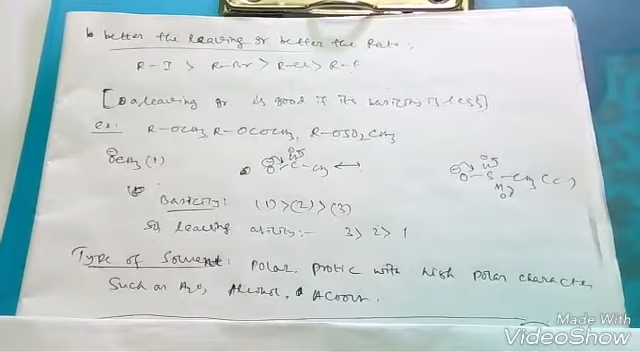 b better the leaving gr better the Rate:
R-I > R-Br > R-Cl > R-F
[ a leaving gr. is good if its basicity is less]
ex: R-OCH3 R-OCOCH3, R-OSO2CH3
OCH3 (1) O-C-CH3 ↔ O-S-CH3
Basicity: (1)>(2)>(3)
So leaving ability:- 3>2>1
Type of Solvent: Polar protic with high polar character
Such as H2O, Alcohol,
Made With
VideoShow